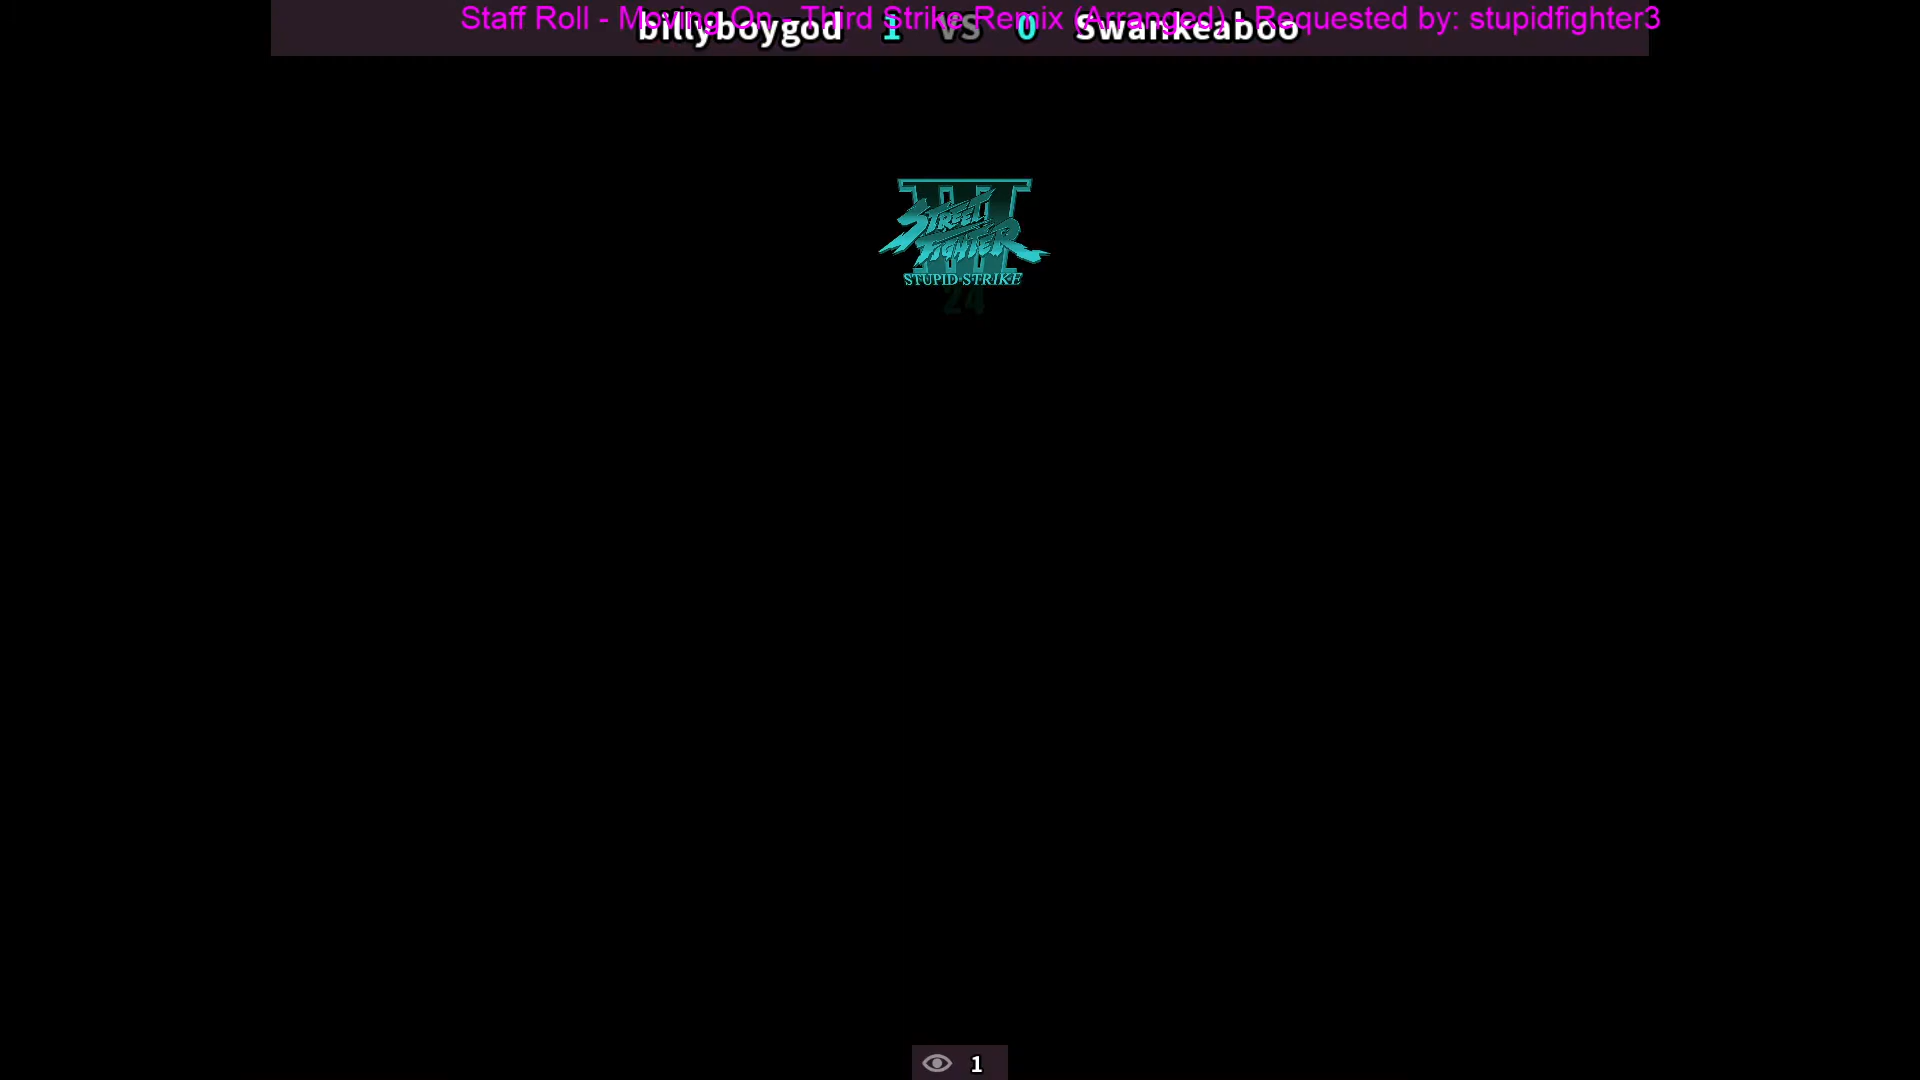 Staff Roll - Moving On - Third Strike Remix (Arranged) - Requested by: stupidfighter3
billyboygod 1 VS 0 Swankeaboo
III
STREET
FIGHTER
STUPID STRIKE
24
1